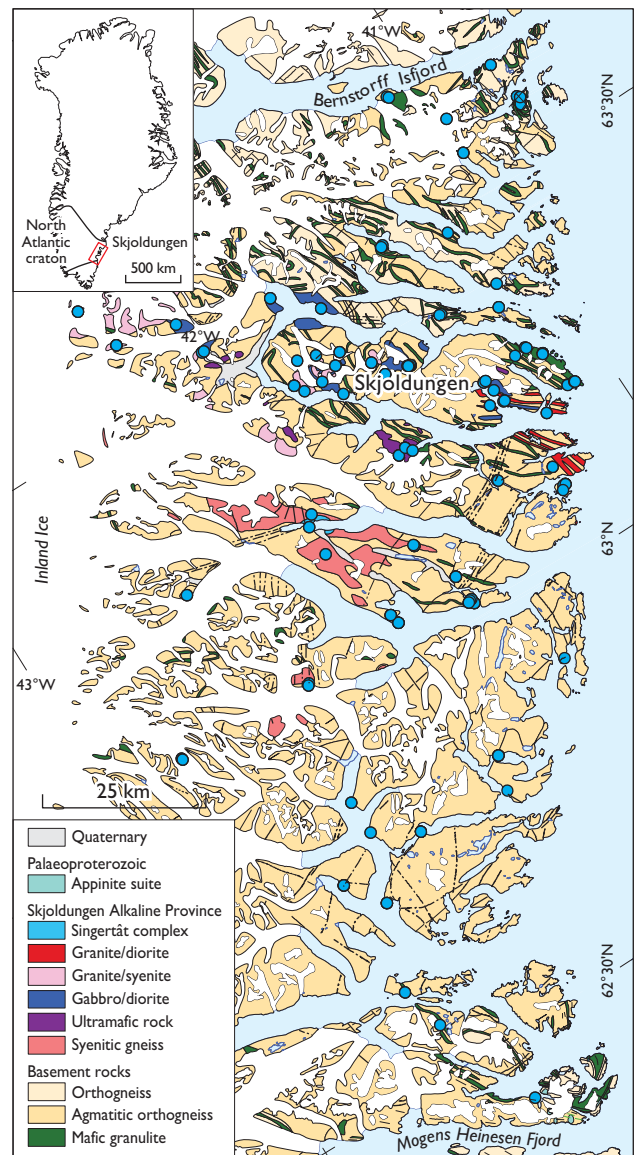 41°W
Bernstorff Isfjord
63°30'N
North
Atlantic
craton
Skjoldungen
500 km
42°W
Skjoldungen
Inland Ice
63°N
43°W
25 km
Quaternary
Palaeoproterozoic
Appinite suite
Skjoldungen Alkaline Province
Singertât complex
Granite/diorite
Granite/syenite
Gabbro/diorite
Ultramafic rock
Syenitic gneiss
Basement rocks
Orthogneiss
Agmatitic orthogneiss
Mafic granulite
62°30'N
Mogens Heinesen Fjord